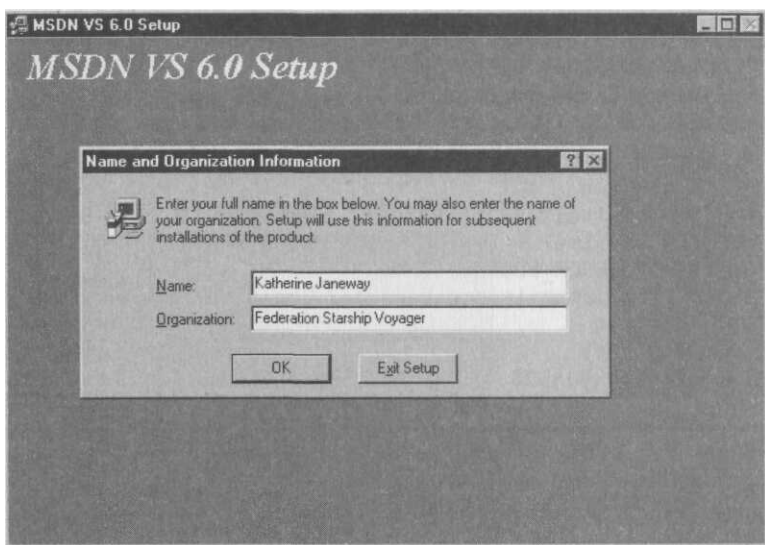 MSDN VS 6.0 Setup
MSDN VS 6.0 Setup
Name and Organization Information
Enter your full name in the box below. You may also enter the name of
your organization. Setup will use this information for subsequent
installations of the product.
Name: Katherine Janeway
Organization: Federation Starship Voyager
OK Exit Setup